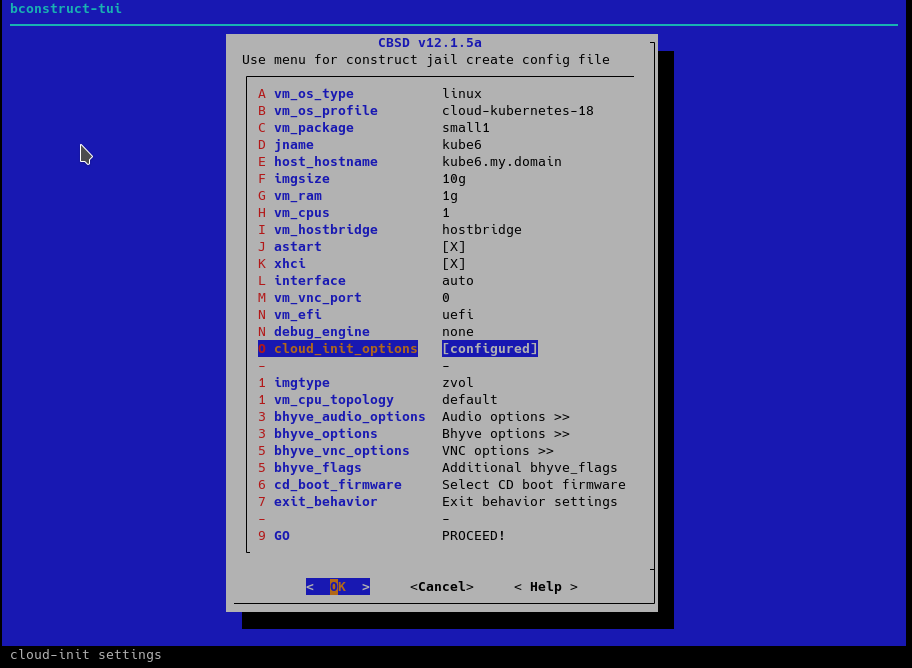 bconstruct-tui
CBSD v12.1.5a
Use menu for construct jail create config file
A vm_os_type linux
B vm_os_profile cloud-kubernetes-18
C vm_package small1
D jname kube6
E host_hostname kube6.my.domain
F imgsize 10g
G vm_ram 1g
H vm_cpus 1
I vm_hostbridge hostbridge
J astart [X]
K xhci [X]
L interface auto
M vm_vnc_port 0
N vm_efi uefi
N debug_engine none
O cloud_init_options [configured]
- -
1 imgtype zvol
1 vm_cpu_topology default
3 bhyve_audio_options Audio options >>
3 bhyve_options Bhyve options >>
5 bhyve_vnc_options VNC options >>
5 bhyve_flags Additional bhyve_flags
6 cd_boot_firmware Select CD boot firmware
7 exit_behavior Exit behavior settings
- -
9 GO PROCEED!
< OK > <Cancel> < Help >
cloud-init settings